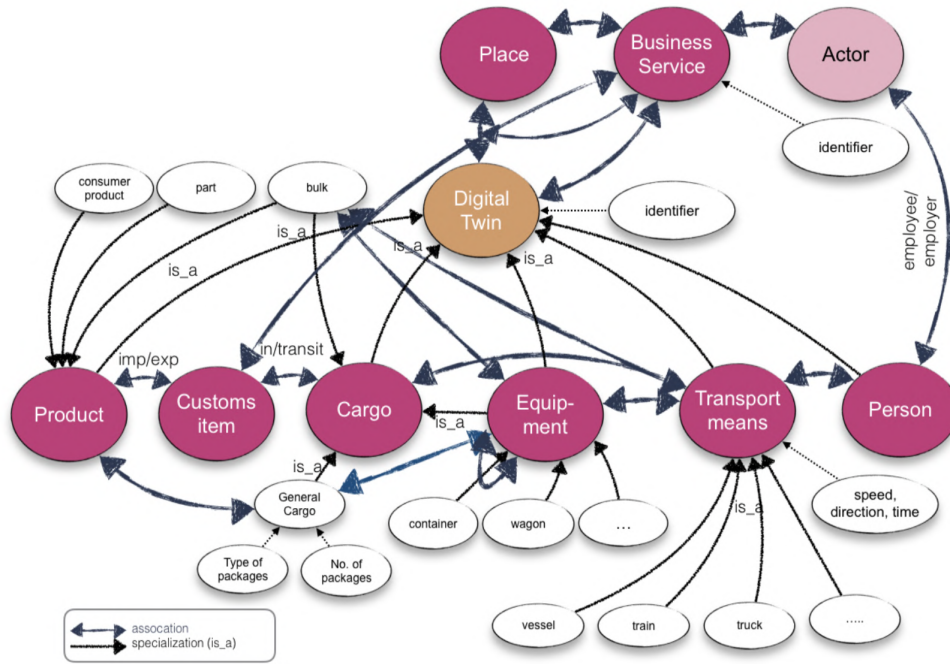 Place
Business
Service
Actor
identifier
consumer
product
part
bulk
Digital
Twin
identifier
is_a
is_a
is_a
is_a
employee/
employer
imp/exp
in/transit
Product
Customs
item
Cargo
Equip-
ment
Transport
means
Person
is_a
is_a
General
Cargo
container
wagon
...
is_a
speed,
direction, time
Type of
packages
No. of
packages
vessel
train
truck
.....
assocation
specialization (is_a)